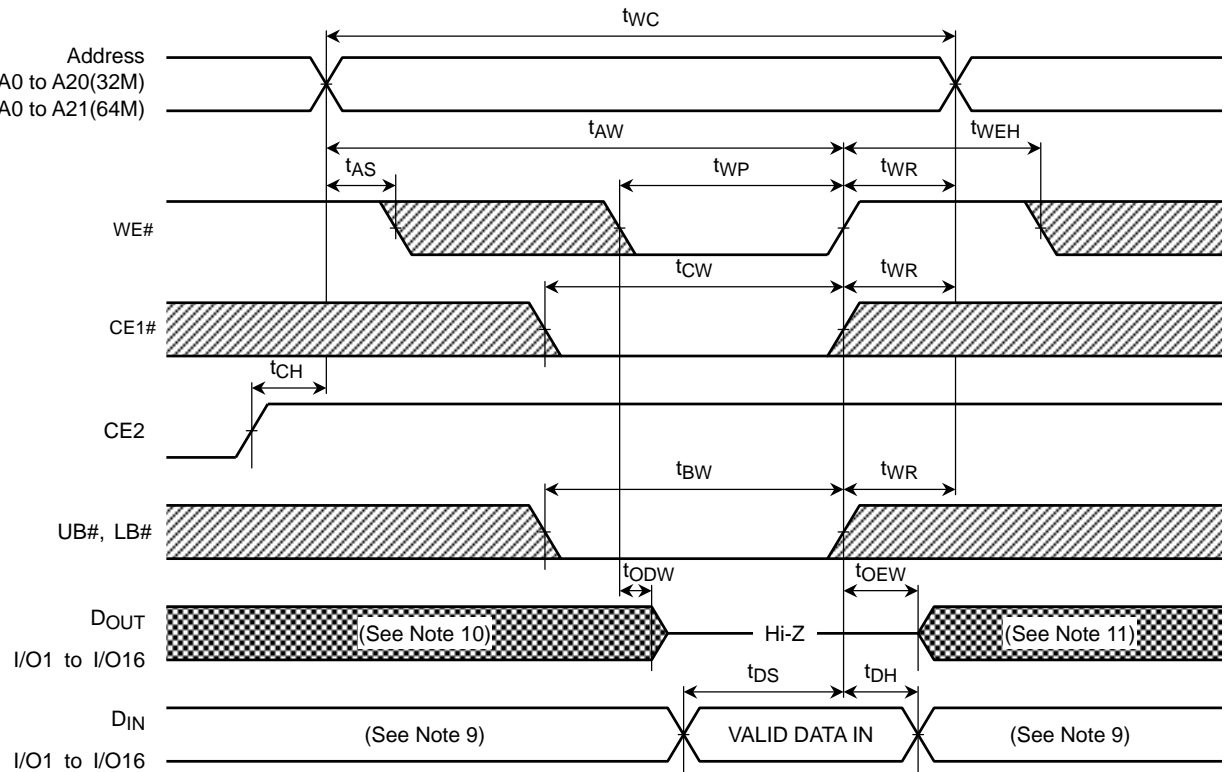 tWC
Address
A0 to A20(32M)
A0 to A21(64M)
tAW
tWEH
tAS
tWP
tWR
WE#
tCW
tWR
CE1#
tCH
CE2
tBW
tWR
UB#, LB#
tODW
tOEW
DOUT
(See Note 10)
Hi-Z
(See Note 11)
I/O1 to I/O16
tDS
tDH
DIN
(See Note 9)
VALID DATA IN
(See Note 9)
I/O1 to I/O16